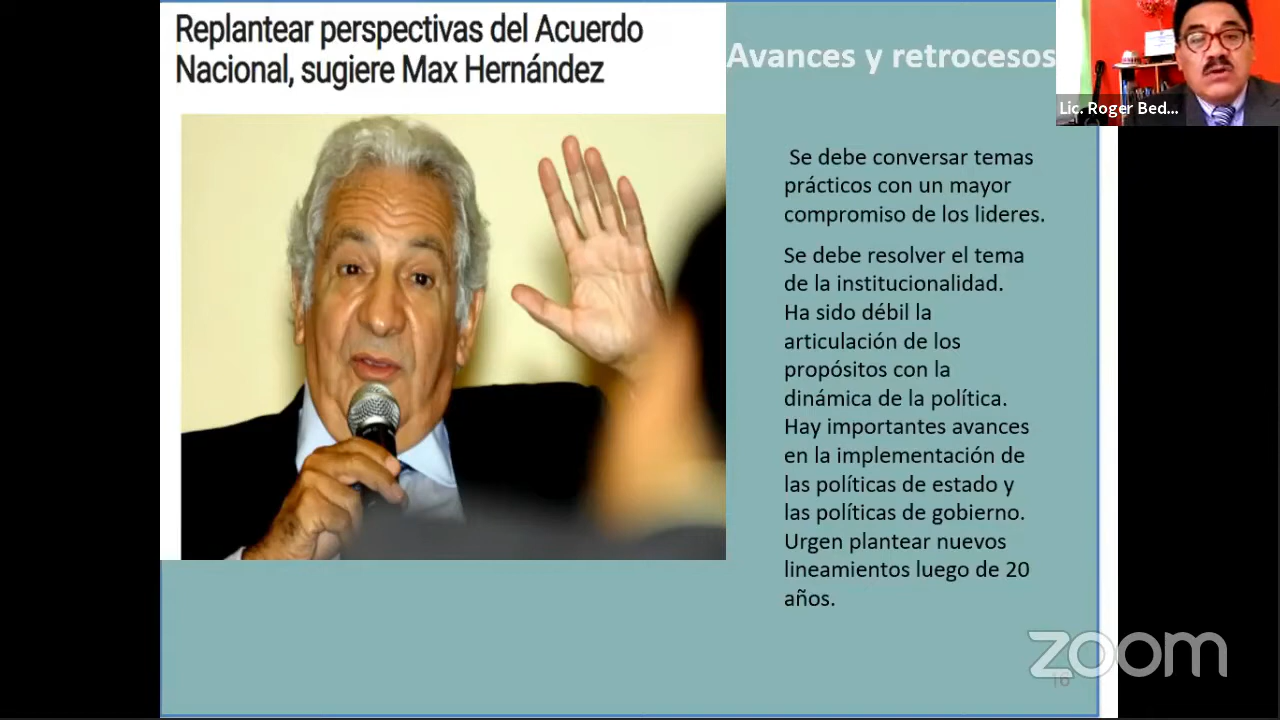 Replantear perspectivas del Acuerdo
Nacional, sugiere Max Hernández
Avances y retrocesos
Lic. Roger Bed...
Se debe conversar temas
prácticos con un mayor
compromiso de los lideres.
Se debe resolver el tema
de la institucionalidad.
Ha sido débil la
articulación de los
propósitos con la
dinámica de la política.
Hay importantes avances
en la implementación de
las políticas de estado y
las políticas de gobierno.
Urgen plantear nuevos
lineamientos luego de 20
años.
zoom
16